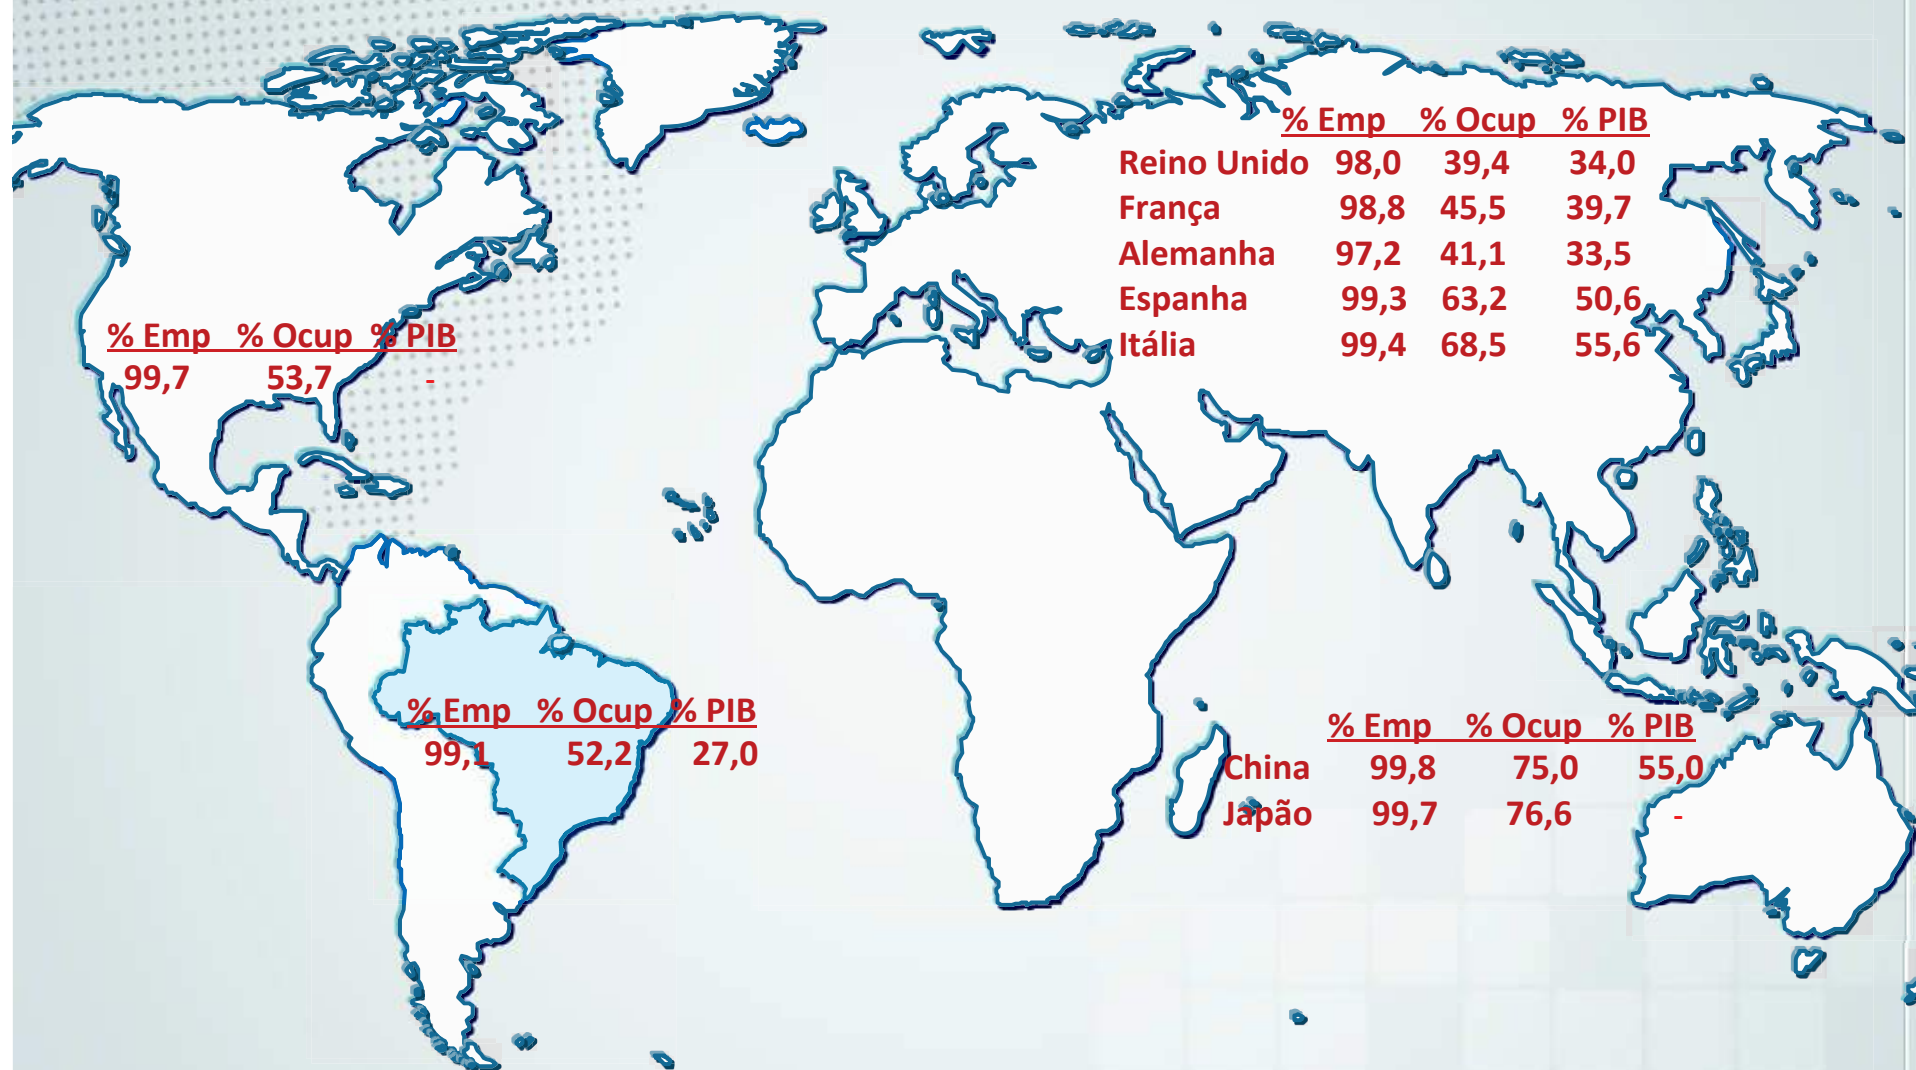 % Emp % Ocup % PIB
Reino Unido 98,0 39,4 34,0
França 98,8 45,5 39,7
Alemanha 97,2 41,1 33,5
Espanha 99,3 63,2 50,6
Itália 99,4 68,5 55,6
% Emp % Ocup % PIB
99,7 53,7 -
% Emp % Ocup % PIB
99,1 52,2 27,0
% Emp % Ocup % PIB
China 99,8 75,0 55,0
Japão 99,7 76,6 -